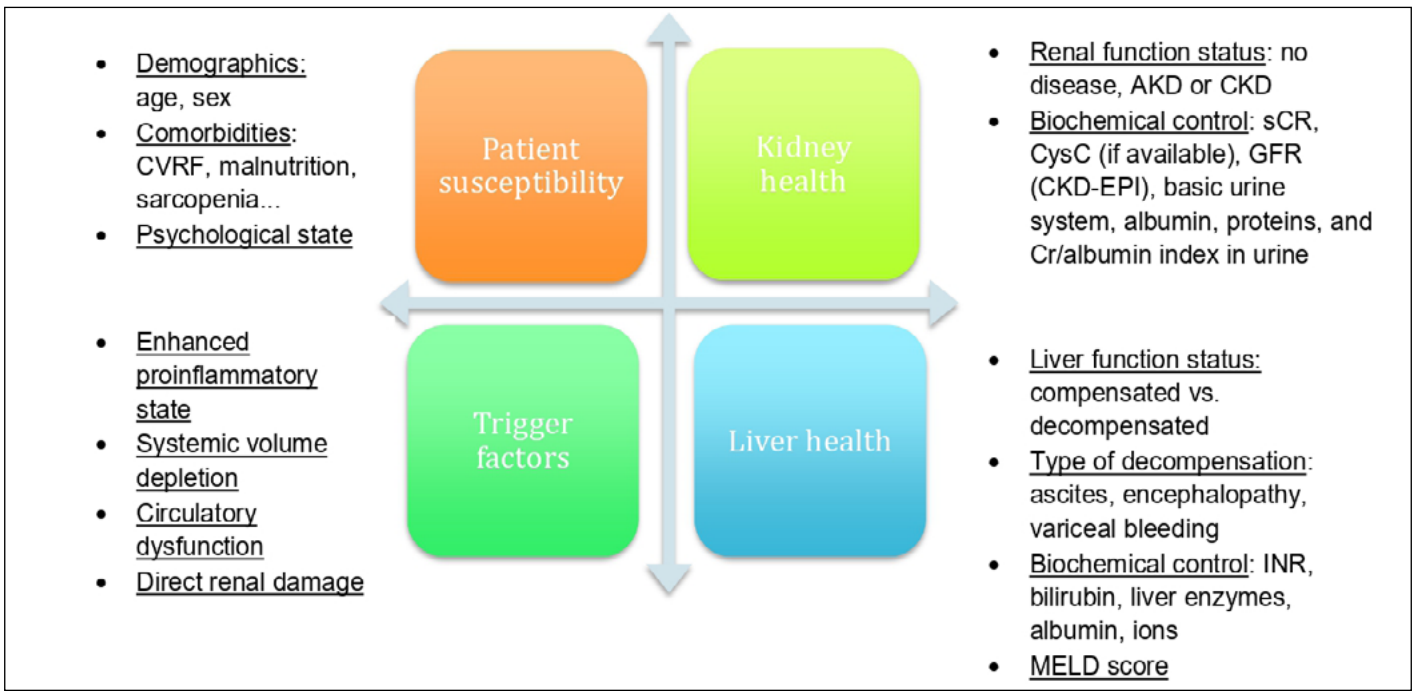 • Demographics:
age, sex
• Comorbidities:
CVRF, malnutrition,
sarcopenia...
• Psychological state
Patient
susceptibility
Kidney
health
• Renal function status: no
disease, AKD or CKD
• Biochemical control: sCR,
CysC (if available), GFR
(CKD-EPI), basic urine
system, albumin, proteins, and
Cr/albumin index in urine
• Enhanced
proinflammatory
state
• Systemic volume
depletion
• Circulatory
dysfunction
• Direct renal damage
Trigger
factors
Liver health
• Liver function status:
compensated vs.
decompensated
• Type of decompensation:
ascites, encephalopathy,
variceal bleeding
• Biochemical control: INR,
bilirubin, liver enzymes,
albumin, ions
• MELD score